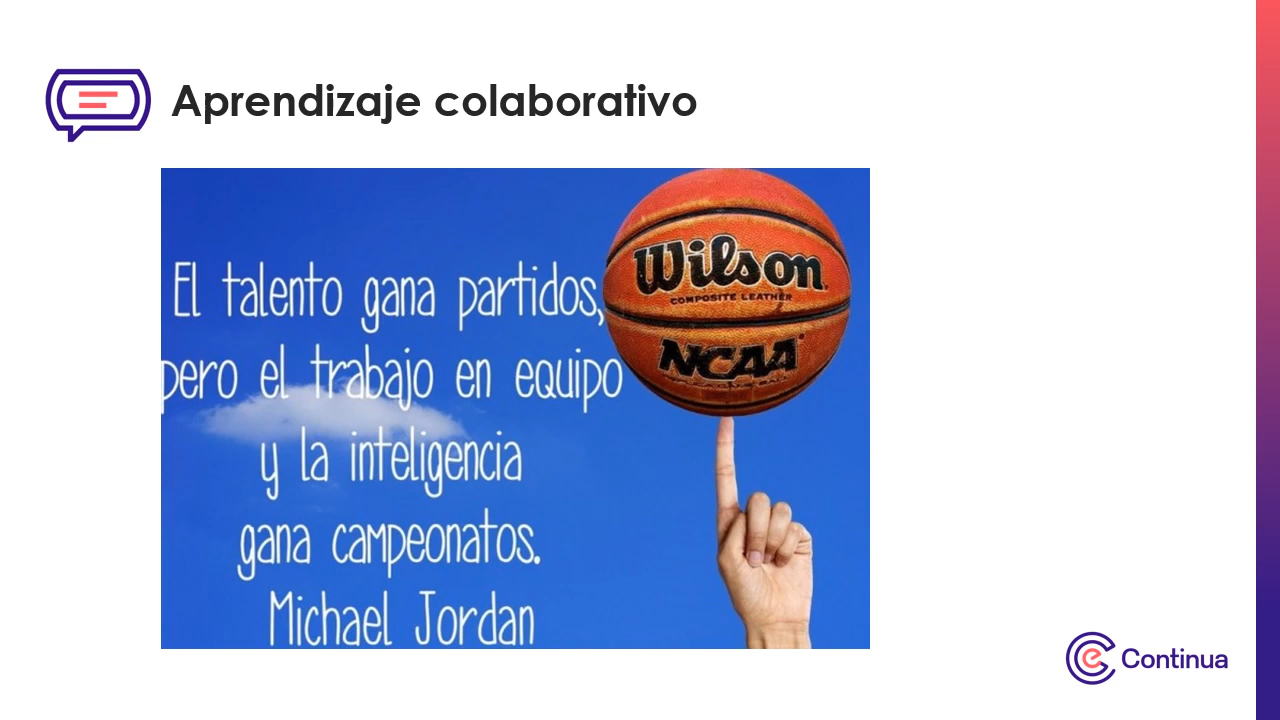 Aprendizaje colaborativo
El talento gana partidos,
pero el trabajo en equipo
y la inteligencia
gana campeonatos.
Michael Jordan
Wilson
COMPOSITE LEATHER
NCAA
Continua